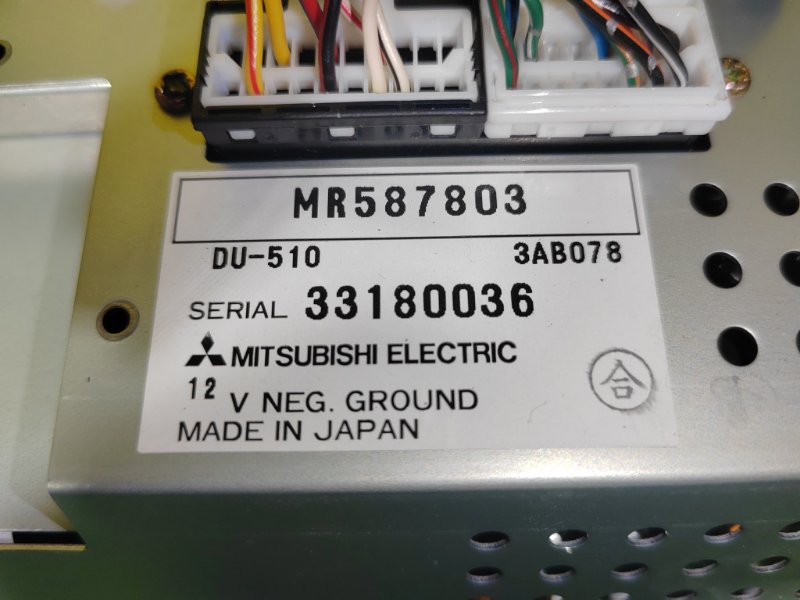 MR587803
DU-510 3AB078
SERIAL 33180036
MITSUBISHI ELECTRIC
12 V NEG. GROUND
合
MADE IN JAPAN